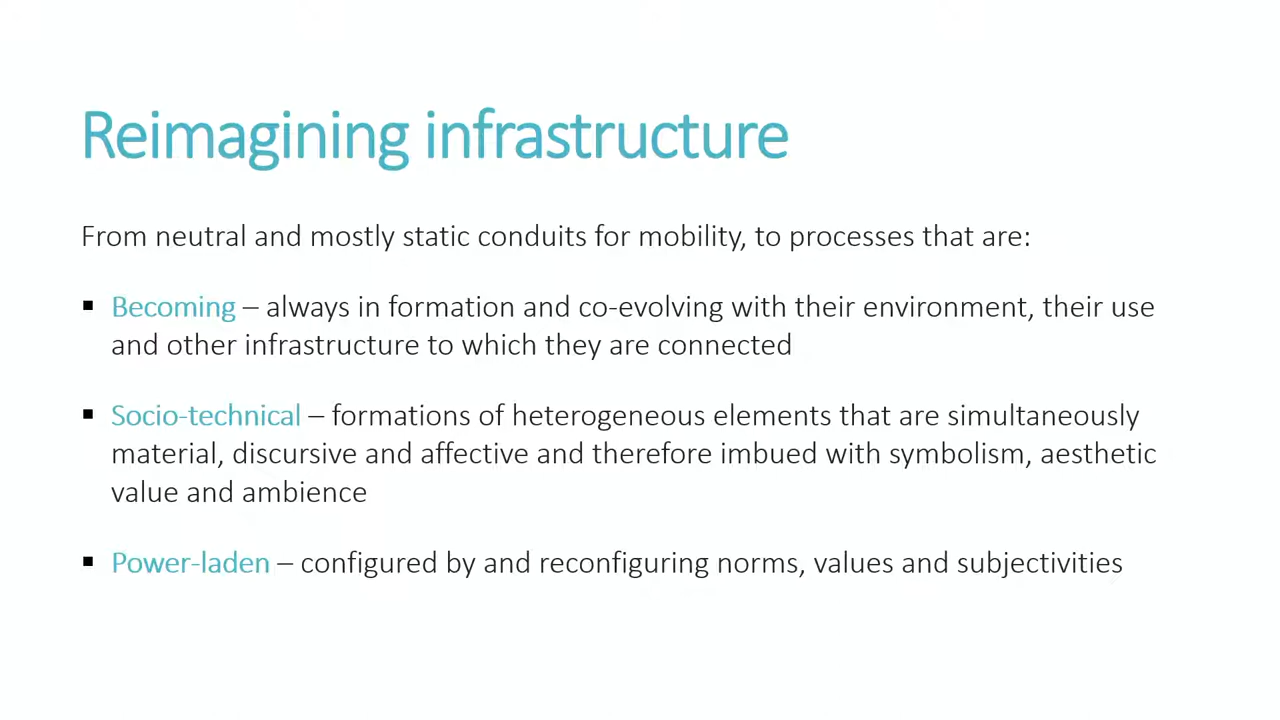 Reimagining infrastructure
From neutral and mostly static conduits for mobility, to processes that are:
▪ Becoming – always in formation and co-evolving with their environment, their use
and other infrastructure to which they are connected
▪ Socio-technical – formations of heterogeneous elements that are simultaneously
material, discursive and affective and therefore imbued with symbolism, aesthetic
value and ambience
▪ Power-laden – configured by and reconfiguring norms, values and subjectivities